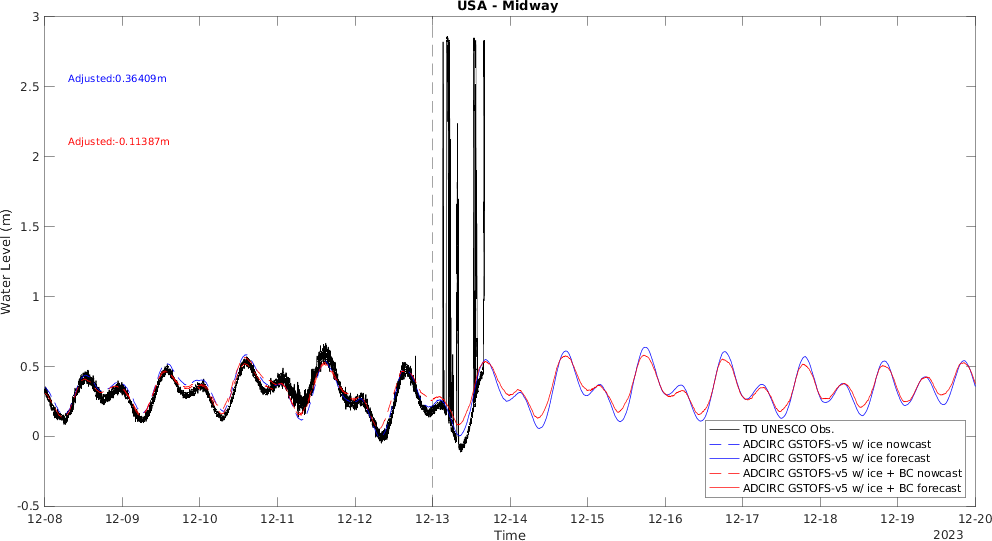 USA - Midway
3
2.5
2
1.5
1
0.5
0
-0.5
Water Level (m)
Adjusted:0.36409m
Adjusted:-0.11387m
TD UNESCO Obs.
ADCIRC GSTOFS-v5 w/ ice nowcast
ADCIRC GSTOFS-v5 w/ ice forecast
ADCIRC GSTOFS-v5 w/ ice + BC nowcast
ADCIRC GSTOFS-v5 w/ ice + BC forecast
12-08 12-09 12-10 12-11 12-12 12-13 12-14 12-15 12-16 12-17 12-18 12-19 12-20
Time
2023